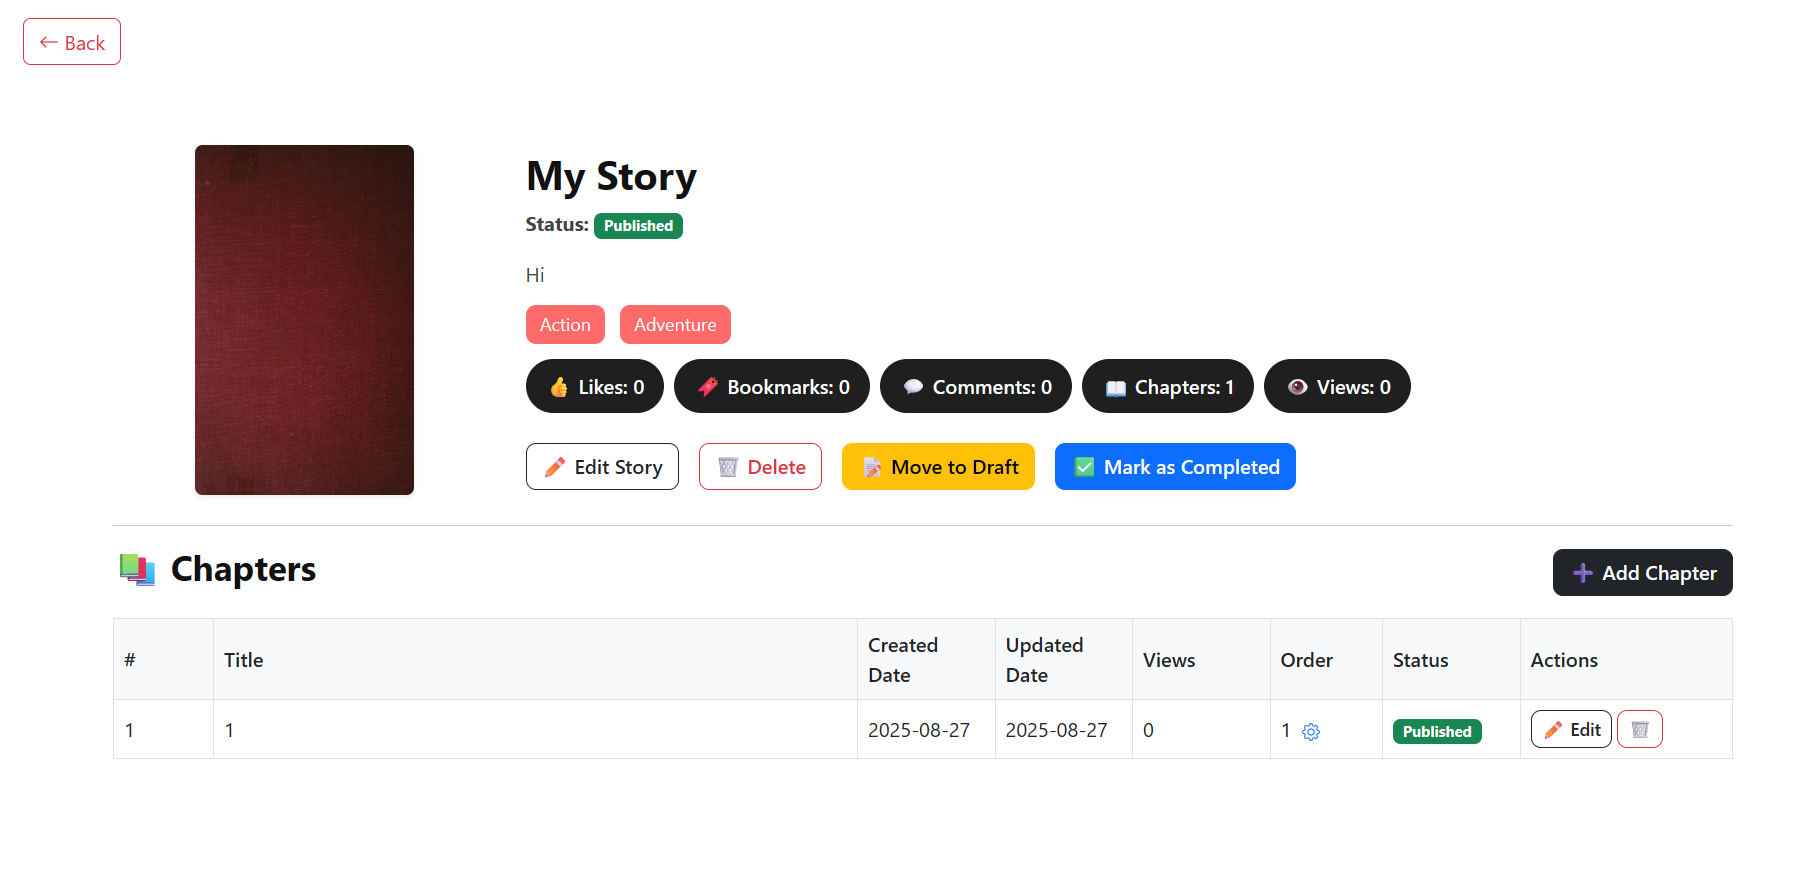 ← Back
My Story
Status: Published
Hi
Action Adventure
👍 Likes: 0 🔖 Bookmarks: 0 💬 Comments: 0 📖 Chapters: 1 👁️ Views: 0
✏️ Edit Story 🗑️ Delete 📝 Move to Draft ✅ Mark as Completed
📚 Chapters ➕ Add Chapter
# Title Created Date Updated Date Views Order Status Actions
1 1 2025-08-27 2025-08-27 0 1 Published ✏️ Edit 🗑️